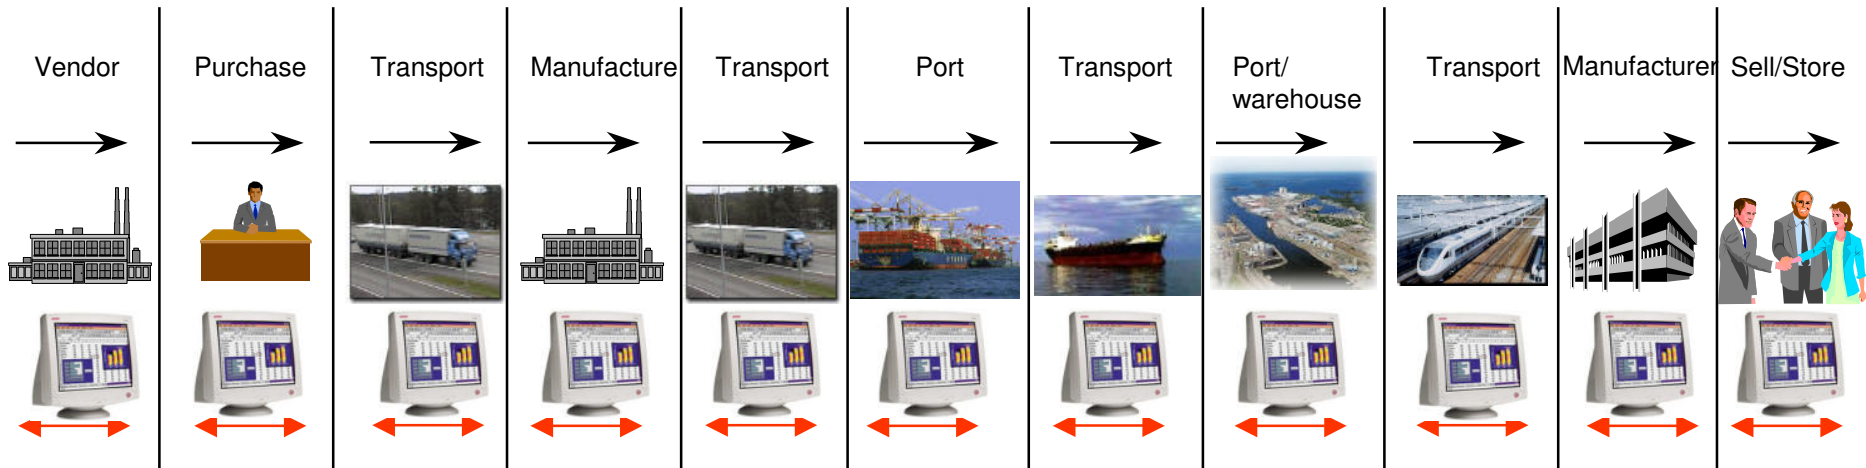 Vendor
Purchase
Transport
Manufacture
Transport
Port
Transport
Port/
warehouse
Transport
Manufacturer
Sell/Store